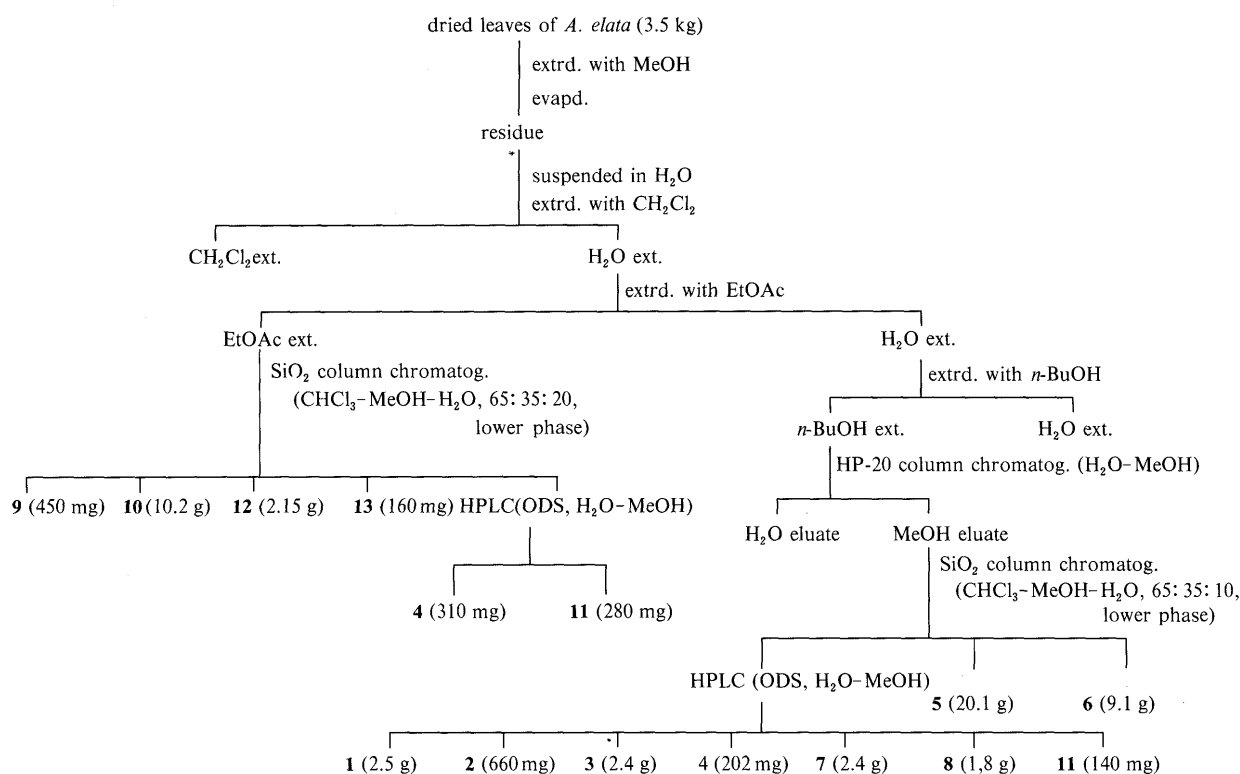 dried leaves of A. elata (3.5 kg)
extrd. with MeOH
evapd.
residue
suspended in H₂O
extrd. with CH₂Cl₂
CH₂Cl₂ext.
H₂O ext.
extrd. with EtOAc
EtOAc ext.
H₂O ext.
SiO₂ column chromatog.
(CHCl₃-MeOH-H₂O, 65:35:20,
lower phase)
extrd. with n-BuOH
n-BuOH ext.
H₂O ext.
HP-20 column chromatog. (H₂O-MeOH)
9 (450 mg)
10 (10.2 g)
12 (2.15 g)
13 (160 mg)
HPLC(ODS, H₂O-MeOH)
H₂O eluate
MeOH eluate
SiO₂ column chromatog.
(CHCl₃-MeOH-H₂O, 65:35:10,
lower phase)
4 (310 mg)
11 (280 mg)
HPLC (ODS, H₂O-MeOH)
5 (20.1 g)
6 (9.1 g)
1 (2.5 g)
2 (660 mg)
3 (2.4 g)
4 (202 mg)
7 (2.4 g)
8 (1,8 g)
11 (140 mg)